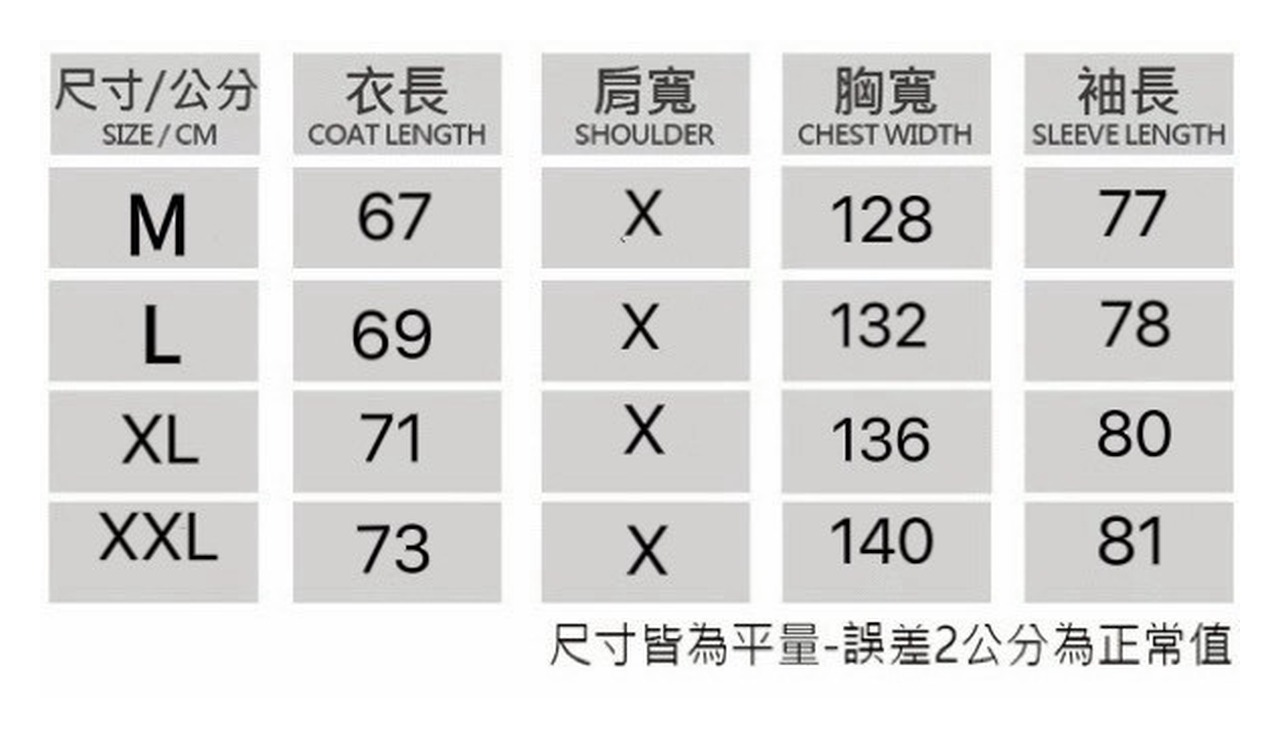 尺寸/公分 衣長 肩寬 胸寬 袖長
SIZE / CM COAT LENGTH SHOULDER CHEST WIDTH SLEEVE LENGTH
M 67 X 128 77
L 69 X 132 78
XL 71 X 136 80
XXL 73 X 140 81
尺寸皆為平量-誤差2公分為正常值